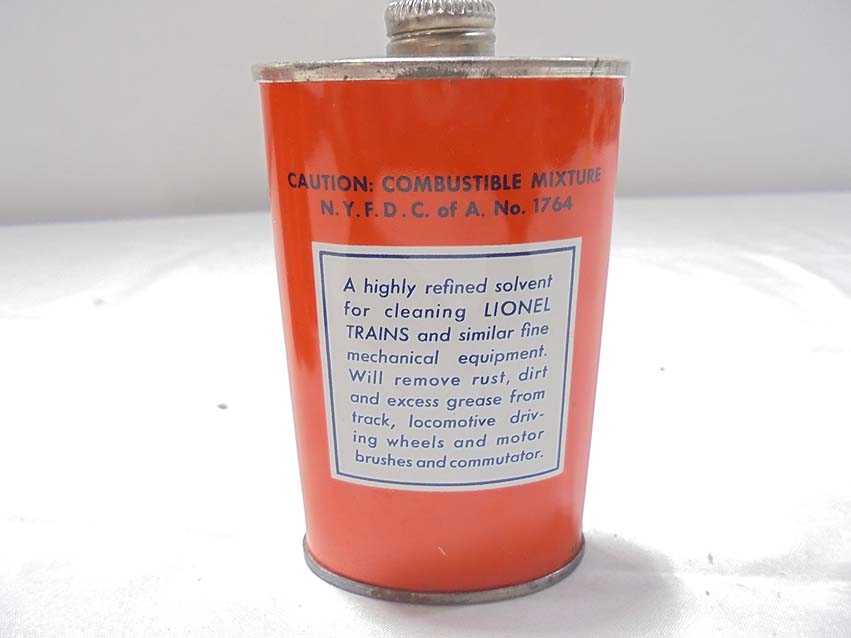 CAUTION: COMBUSTIBLE MIXTURE
N.Y.F.D.C. of A. No. 1764
A highly refined solvent
for cleaning LIONEL
TRAINS and similar fine
mechanical equipment.
Will remove rust, dirt
and excess grease from
track, locomotive driv-
ing wheels and motor
brushes and commutator.